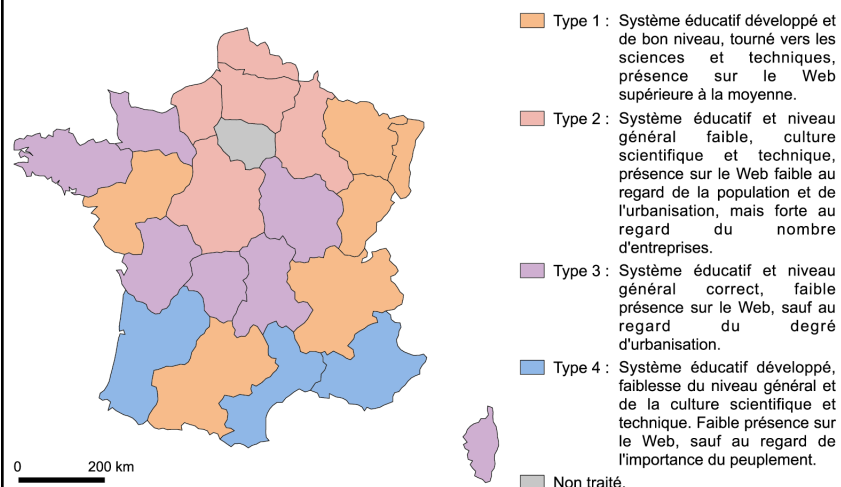 Type 1 : Système éducatif développé et
de bon niveau, tourné vers les
sciences et techniques,
présence sur le Web
supérieure à la moyenne.
Type 2 : Système éducatif et niveau
général faible, culture
scientifique et technique,
présence sur le Web faible au
regard de la population et de
l'urbanisation, mais forte au
regard du nombre
d'entreprises.
Type 3 : Système éducatif et niveau
général correct, faible
présence sur le Web, sauf au
regard du degré
d'urbanisation.
Type 4 : Système éducatif développé,
faiblesse du niveau général et
de la culture scientifique et
technique. Faible présence sur
le Web, sauf au regard de
l'importance du peuplement.
Non traité.
0 200 km